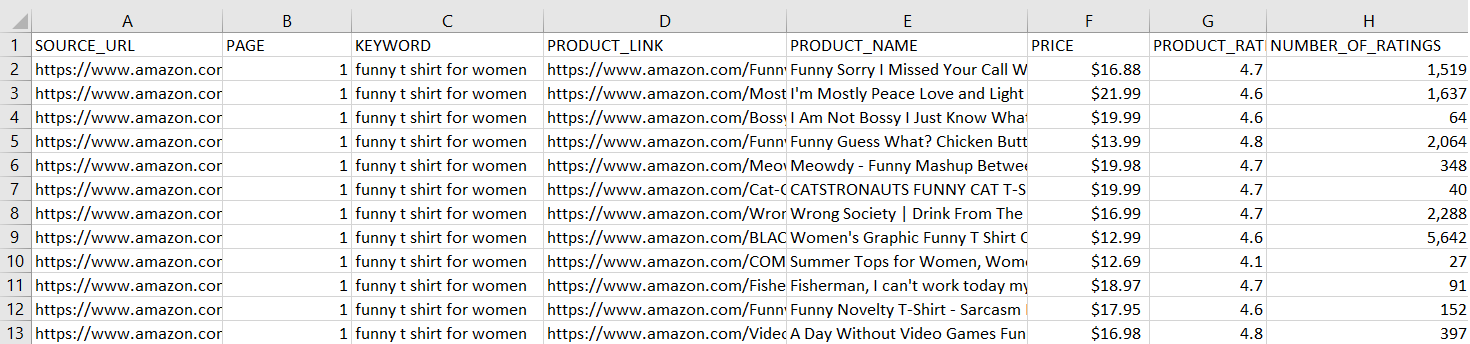 A B C D E F G H
1 SOURCE_URL PAGE KEYWORD PRODUCT_LINK PRODUCT_NAME PRICE PRODUCT_RATI NUMBER_OF_RATINGS
2 https://www.amazon.cor 1 funny t shirt for women https://www.amazon.com/Funny Funny Sorry I Missed Your Call W $16.88 4.7 1,519
3 https://www.amazon.cor 1 funny t shirt for women https://www.amazon.com/Most I'm Mostly Peace Love and Light $21.99 4.6 1,637
4 https://www.amazon.cor 1 funny t shirt for women https://www.amazon.com/Bossy I Am Not Bossy I Just Know What $19.99 4.6 64
5 https://www.amazon.cor 1 funny t shirt for women https://www.amazon.com/Funny Funny Guess What? Chicken Butt $13.99 4.8 2,064
6 https://www.amazon.cor 1 funny t shirt for women https://www.amazon.com/Meow Meowdy - Funny Mashup Betwee $19.98 4.7 348
7 https://www.amazon.cor 1 funny t shirt for women https://www.amazon.com/Cat-C CATSTRONAUTS FUNNY CAT T-S $19.99 4.7 40
8 https://www.amazon.cor 1 funny t shirt for women https://www.amazon.com/Wron Wrong Society | Drink From The $16.99 4.7 2,288
9 https://www.amazon.cor 1 funny t shirt for women https://www.amazon.com/BLAC Women's Graphic Funny T Shirt C $12.99 4.6 5,642
10 https://www.amazon.cor 1 funny t shirt for women https://www.amazon.com/COM Summer Tops for Women, Wom $12.69 4.1 27
11 https://www.amazon.cor 1 funny t shirt for women https://www.amazon.com/Fishe Fisherman, I can't work today my $18.97 4.7 91
12 https://www.amazon.cor 1 funny t shirt for women https://www.amazon.com/Funny Funny Novelty T-Shirt - Sarcasm $17.95 4.6 152
13 https://www.amazon.cor 1 funny t shirt for women https://www.amazon.com/Video A Day Without Video Games Fun $16.98 4.8 397